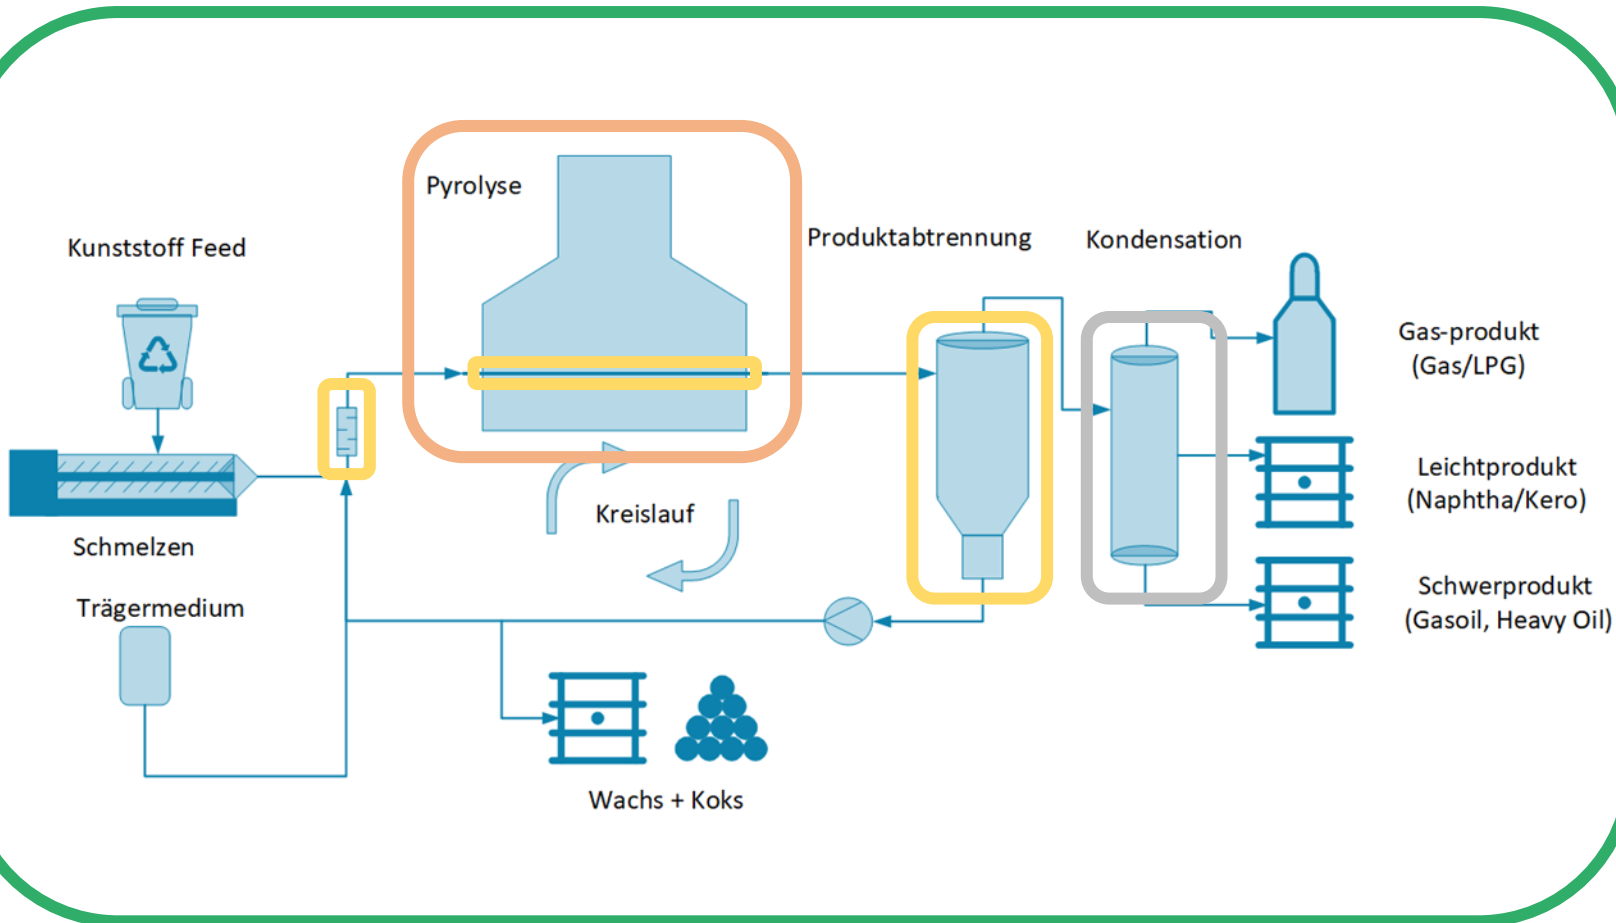 Pyrolyse
Produktabtrennung
Kondensation
Kunststoff Feed
Gas-produkt
(Gas/LPG)
Leichtprodukt
(Naphtha/Kero)
Kreislauf
Schmelzen
Schwerprodukt
(Gasoil, Heavy Oil)
Trägermedium
Wachs + Koks